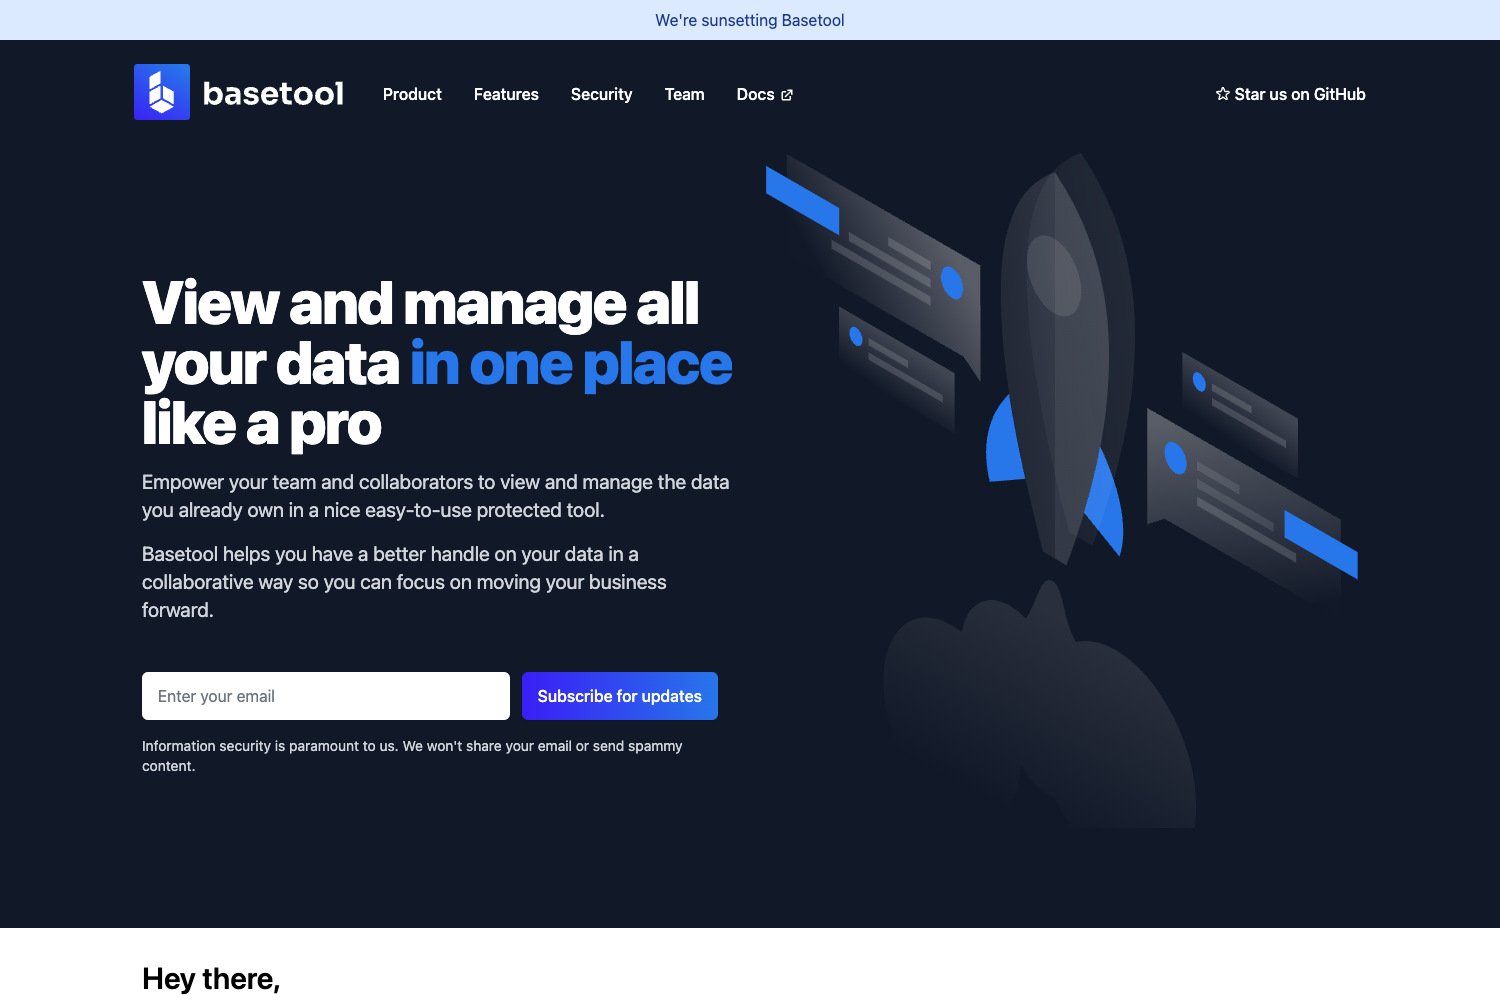 We're sunsetting Basetool
basetool
Product
Features
Security
Team
Docs
Star us on GitHub
View and manage all
your data in one place
like a pro
Empower your team and collaborators to view and manage the data
you already own in a nice easy-to-use protected tool.
Basetool helps you have a better handle on your data in a
collaborative way so you can focus on moving your business
forward.
Enter your email
Subscribe for updates
Information security is paramount to us. We won't share your email or send spammy
content.
Hey there,